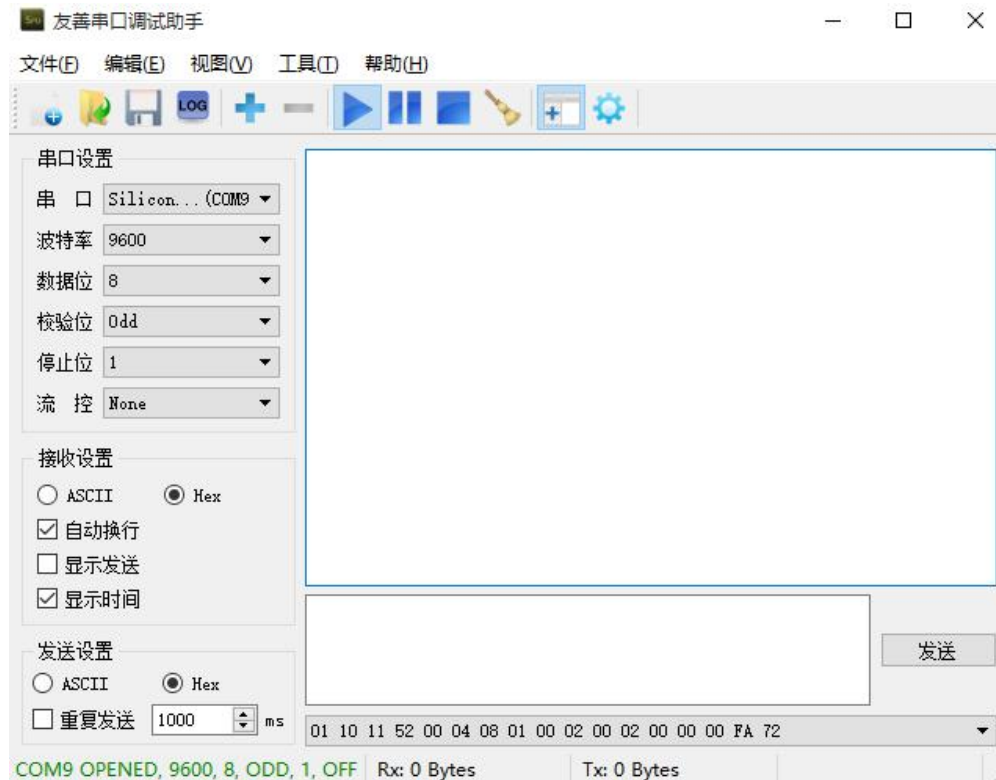 友善串口调试助手
文件(F) 编辑(E) 视图(V) 工具(T) 帮助(H)
LOG
串口设置
串 口 Silicon...(COM9
波特率 9600
数据位 8
校验位 Odd
停止位 1
流 控 None
接收设置
ASCII Hex
自动换行
显示发送
显示时间
发送设置
ASCII Hex
重复发送 1000 ms
发送
01 10 11 52 00 04 08 01 00 02 00 02 00 00 00 FA 72
COM9 OPENED, 9600, 8, ODD, 1, OFF Rx: 0 Bytes Tx: 0 Bytes